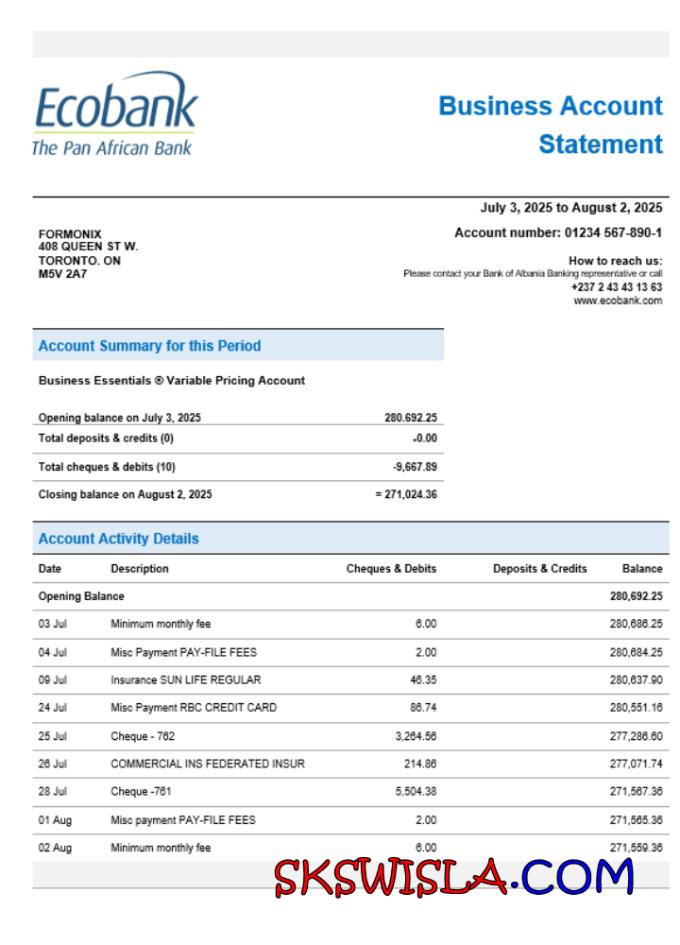 Ecobank
The Pan African Bank
Business Account
Statement
July 3, 2025 to August 2, 2025
Account number: 01234 567-890-1
FORMONIX
408 QUEEN ST W.
TORONTO. ON
M5V 2A7
How to reach us:
Please contact your Bank of Albania Banking representative or call
+237 2 43 43 13 63
www.ecobank.com
Account Summary for this Period
Business Essentials ® Variable Pricing Account
Opening balance on July 3, 2025 280.692.25
Total deposits & credits (0) +0.00
Total cheques & debits (10) -9,667.89
Closing balance on August 2, 2025 = 271,024.36
Account Activity Details
Date Description Cheques & Debits Deposits & Credits Balance
Opening Balance 280,692.25
03 Jul Minimum monthly fee 6.00 280,686.25
04 Jul Misc Payment PAY-FILE FEES 2.00 280,684.25
09 Jul Insurance SUN LIFE REGULAR 46.35 280,637.90
24 Jul Misc Payment RBC CREDIT CARD 86.74 280,551.16
25 Jul Cheque - 762 3,264.56 277,286.60
26 Jul COMMERCIAL INS FEDERATED INSUR 214.86 277,071.74
28 Jul Cheque -761 5,504.38 271,567.36
01 Aug Misc payment PAY-FILE FEES 2.00 271,565.36
02 Aug Minimum monthly fee 6.00 271,559.36
SKSWISLA.COM